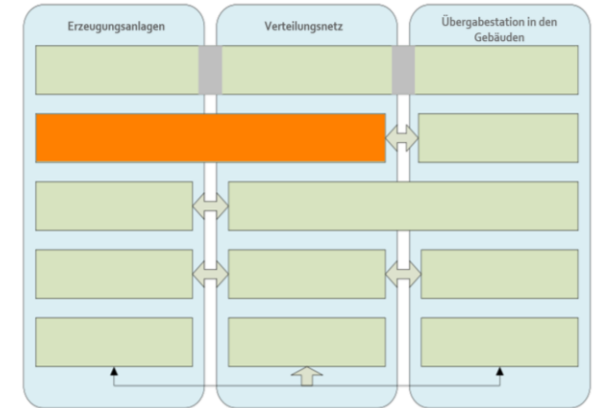 Erzeugungsanlagen
Verteilungsnetz
Übergabestation in den
Gebäuden